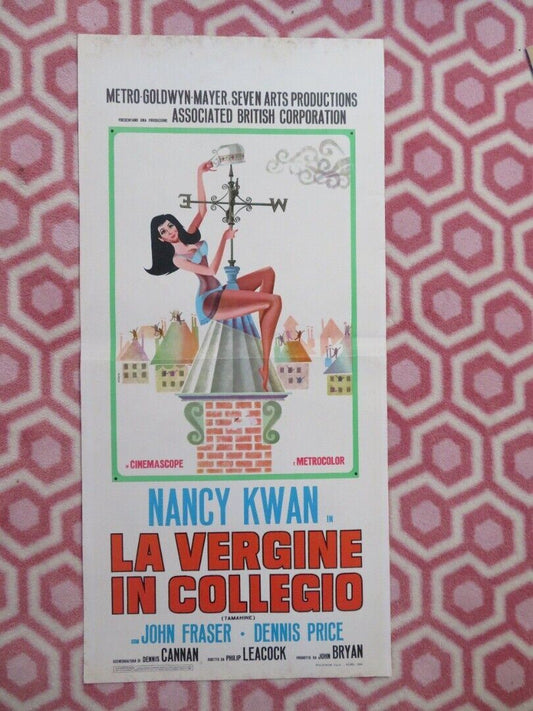 METRO-GOLDWYN-MAYER, SEVEN ARTS PRODUCTIONS
ASSOCIATED BRITISH CORPORATION
PRESENTANO UNA PRODUZIONE
E W
in CINEMASCOPE e METROCOLOR
NANCY KWAN IN
LA VERGINE
IN COLLEGIO
(TAMAHINE)
CON JOHN FRASER • DENNIS PRICE
SCENEGGIATURA DI DENNIS CANNAN DIRETTA DA PHILIP LEACOCK PRODOTTO DA JOHN BRYAN